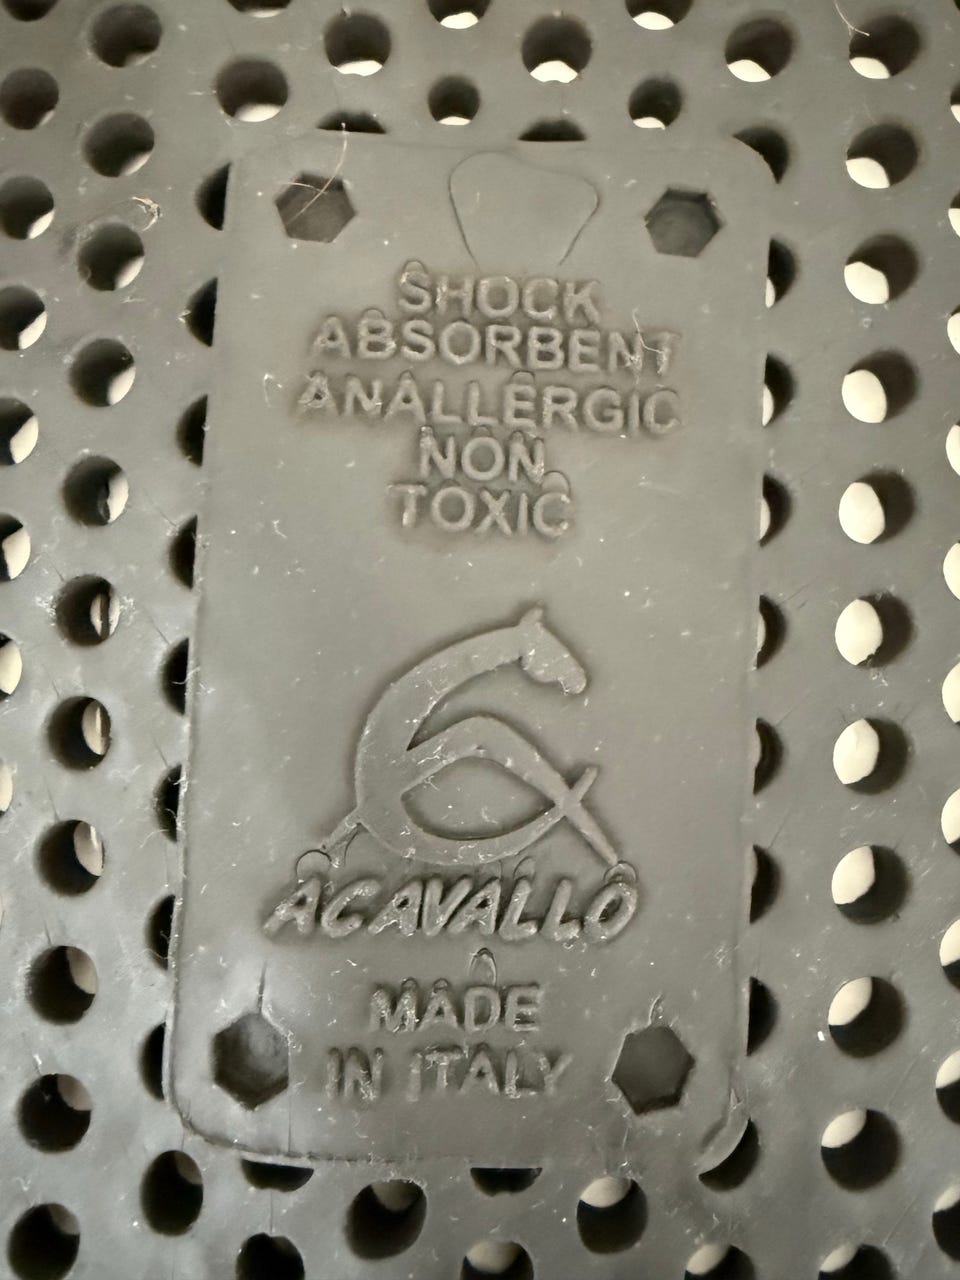 SHOCK
ABSORBENT
ANALLERGIC
NON
TOXIC
ACAVALLO
MADE
IN ITALY